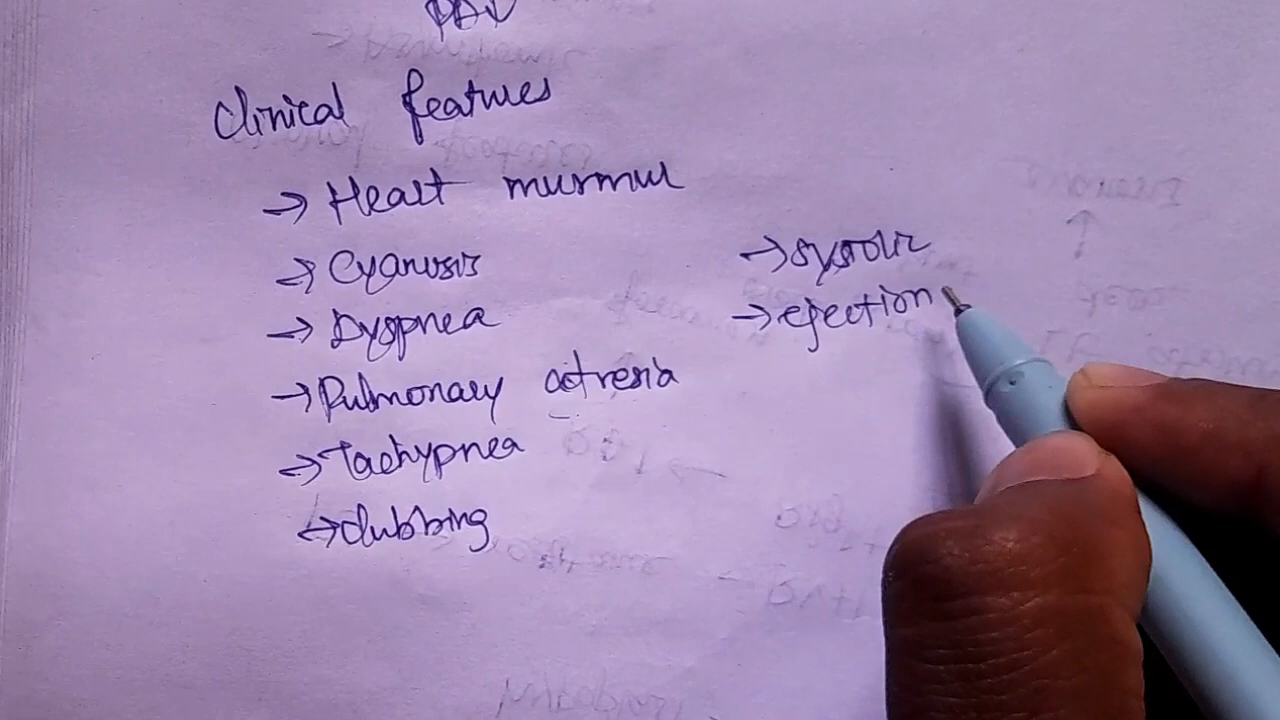 Clinical features
→ Heart murmur
→ Cyanosis
→ Dyspnea
→ Pulmonary atresia
→ Tachypnea
→ clubbing
→ systolic
→ ejection